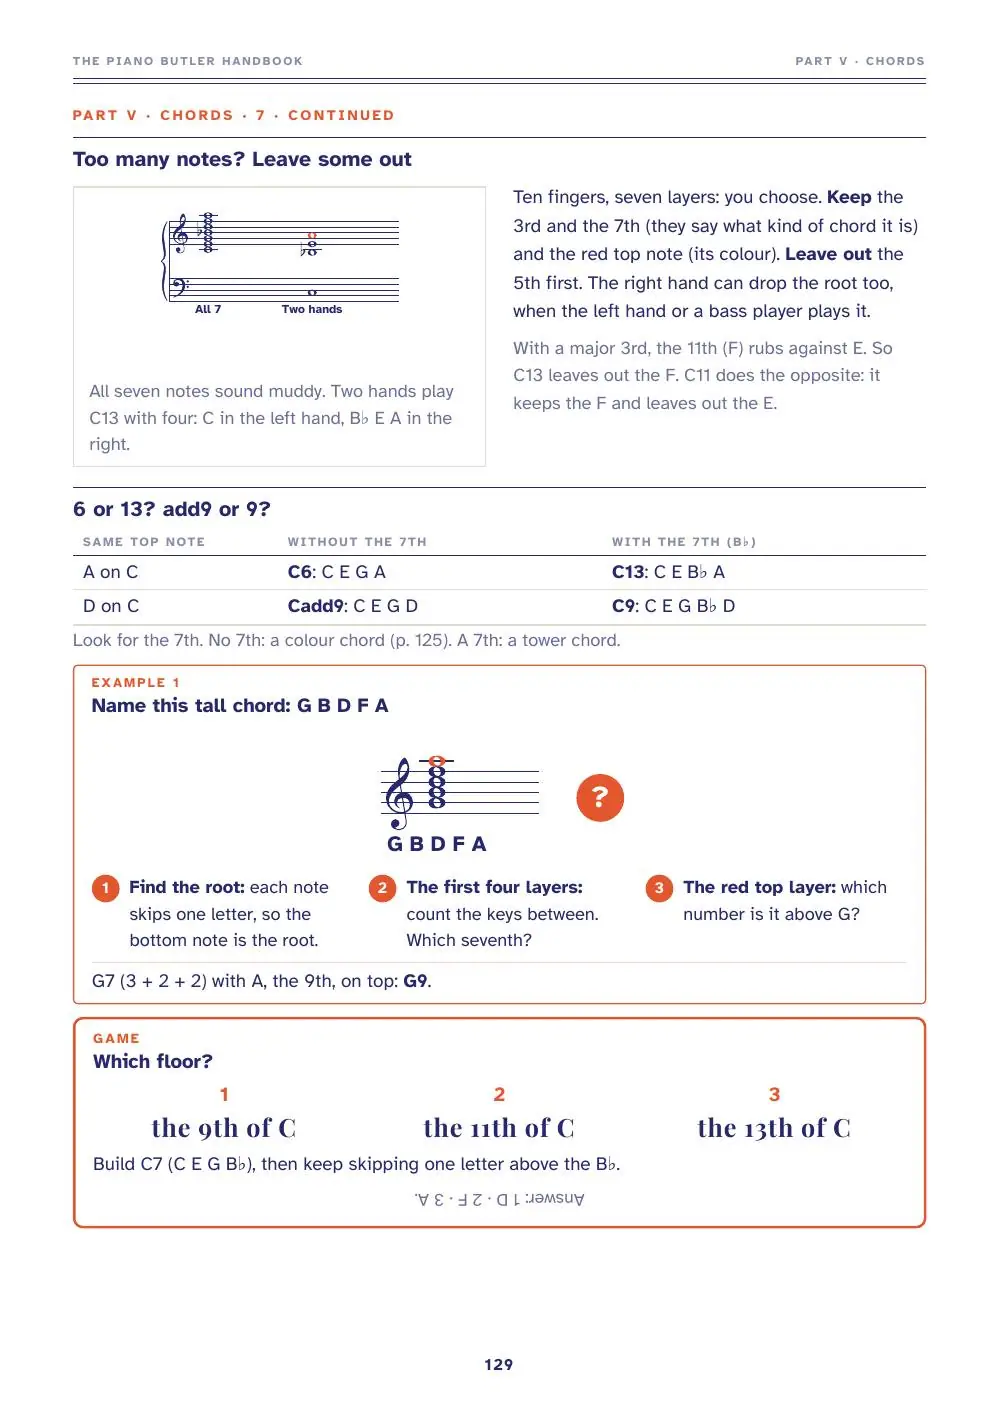 THE PIANO BUTLER HANDBOOK
PART V · CHORDS
PART V · CHORDS · 7 · CONTINUED
Too many notes? Leave some out
All 7
Two hands
All seven notes sound muddy. Two hands play
C13 with four: C in the left hand, B♭ E A in the
right.
Ten fingers, seven layers: you choose. Keep the
3rd and the 7th (they say what kind of chord it is)
and the red top note (its colour). Leave out the
5th first. The right hand can drop the root too,
when the left hand or a bass player plays it.
With a major 3rd, the 11th (F) rubs against E. So
C13 leaves out the F. C11 does the opposite: it
keeps the F and leaves out the E.
6 or 13? add9 or 9?
SAME TOP NOTE WITHOUT THE 7TH WITH THE 7TH (B♭)
A on C C6: C E G A C13: C E B♭ A
D on C Cadd9: C E G D C9: C E G B♭ D
Look for the 7th. No 7th: a colour chord (p. 125). A 7th: a tower chord.
EXAMPLE 1
Name this tall chord: G B D F A
?
G B D F A
1 Find the root: each note
skips one letter, so the
bottom note is the root.
2 The first four layers:
count the keys between.
Which seventh?
3 The red top layer: which
number is it above G?
G7 (3 + 2 + 2) with A, the 9th, on top: G9.
GAME
Which floor?
1 2 3
the 9th of C the 11th of C the 13th of C
Build C7 (C E G B♭), then keep skipping one letter above the B♭.
Answer: 1 D · 2 F · 3 A.
129